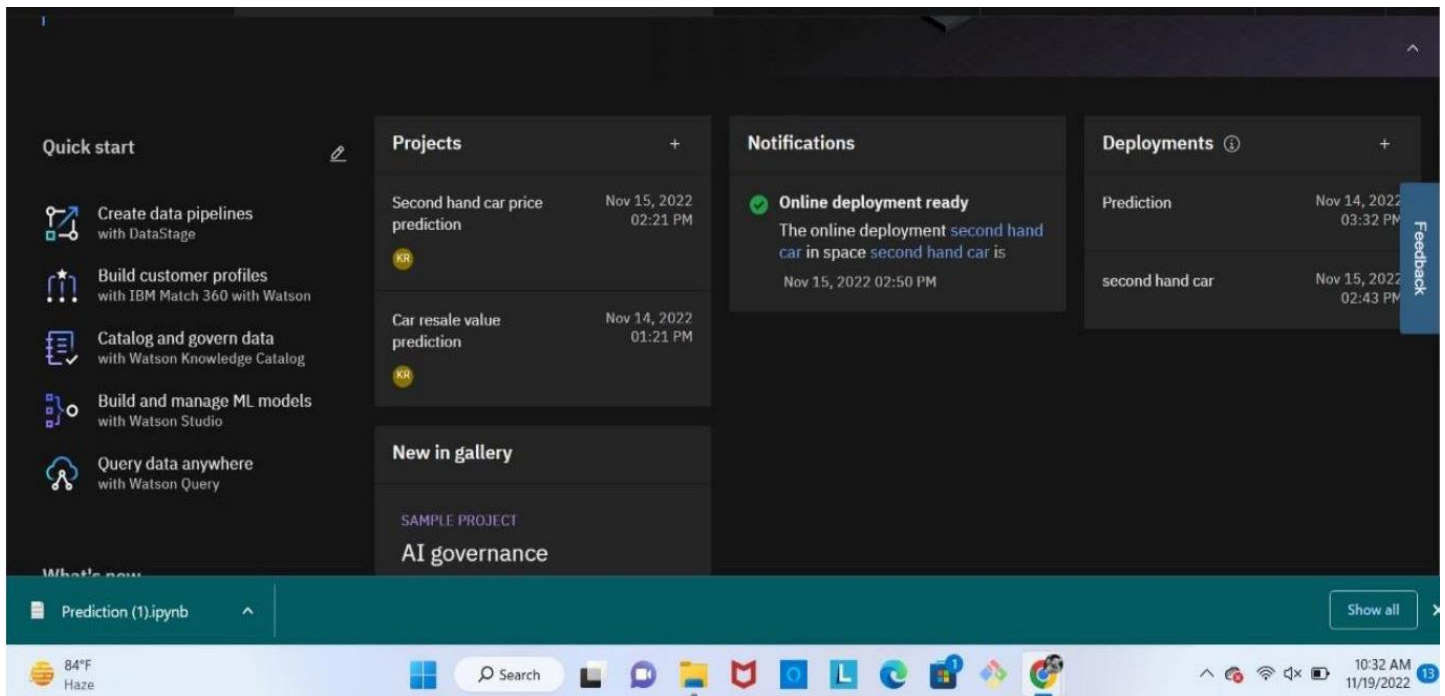 Quick start
Create data pipelines
with DataStage
Build customer profiles
with IBM Match 360 with Watson
Catalog and govern data
with Watson Knowledge Catalog
Build and manage ML models
with Watson Studio
Query data anywhere
with Watson Query
What's new
Projects +
Second hand car price Nov 15, 2022
prediction 02:21 PM
KR
Car resale value Nov 14, 2022
prediction 01:21 PM
KR
New in gallery
SAMPLE PROJECT
AI governance
Notifications
Online deployment ready
The online deployment second hand
car in space second hand car is
Nov 15, 2022 02:50 PM
Deployments +
Prediction Nov 14, 2022
03:32 PM
second hand car Nov 15, 2022
02:43 PM
Feedback
Prediction (1).ipynb
Show all
84°F
Haze
Search
L
1
10:32 AM
11/19/2022
13